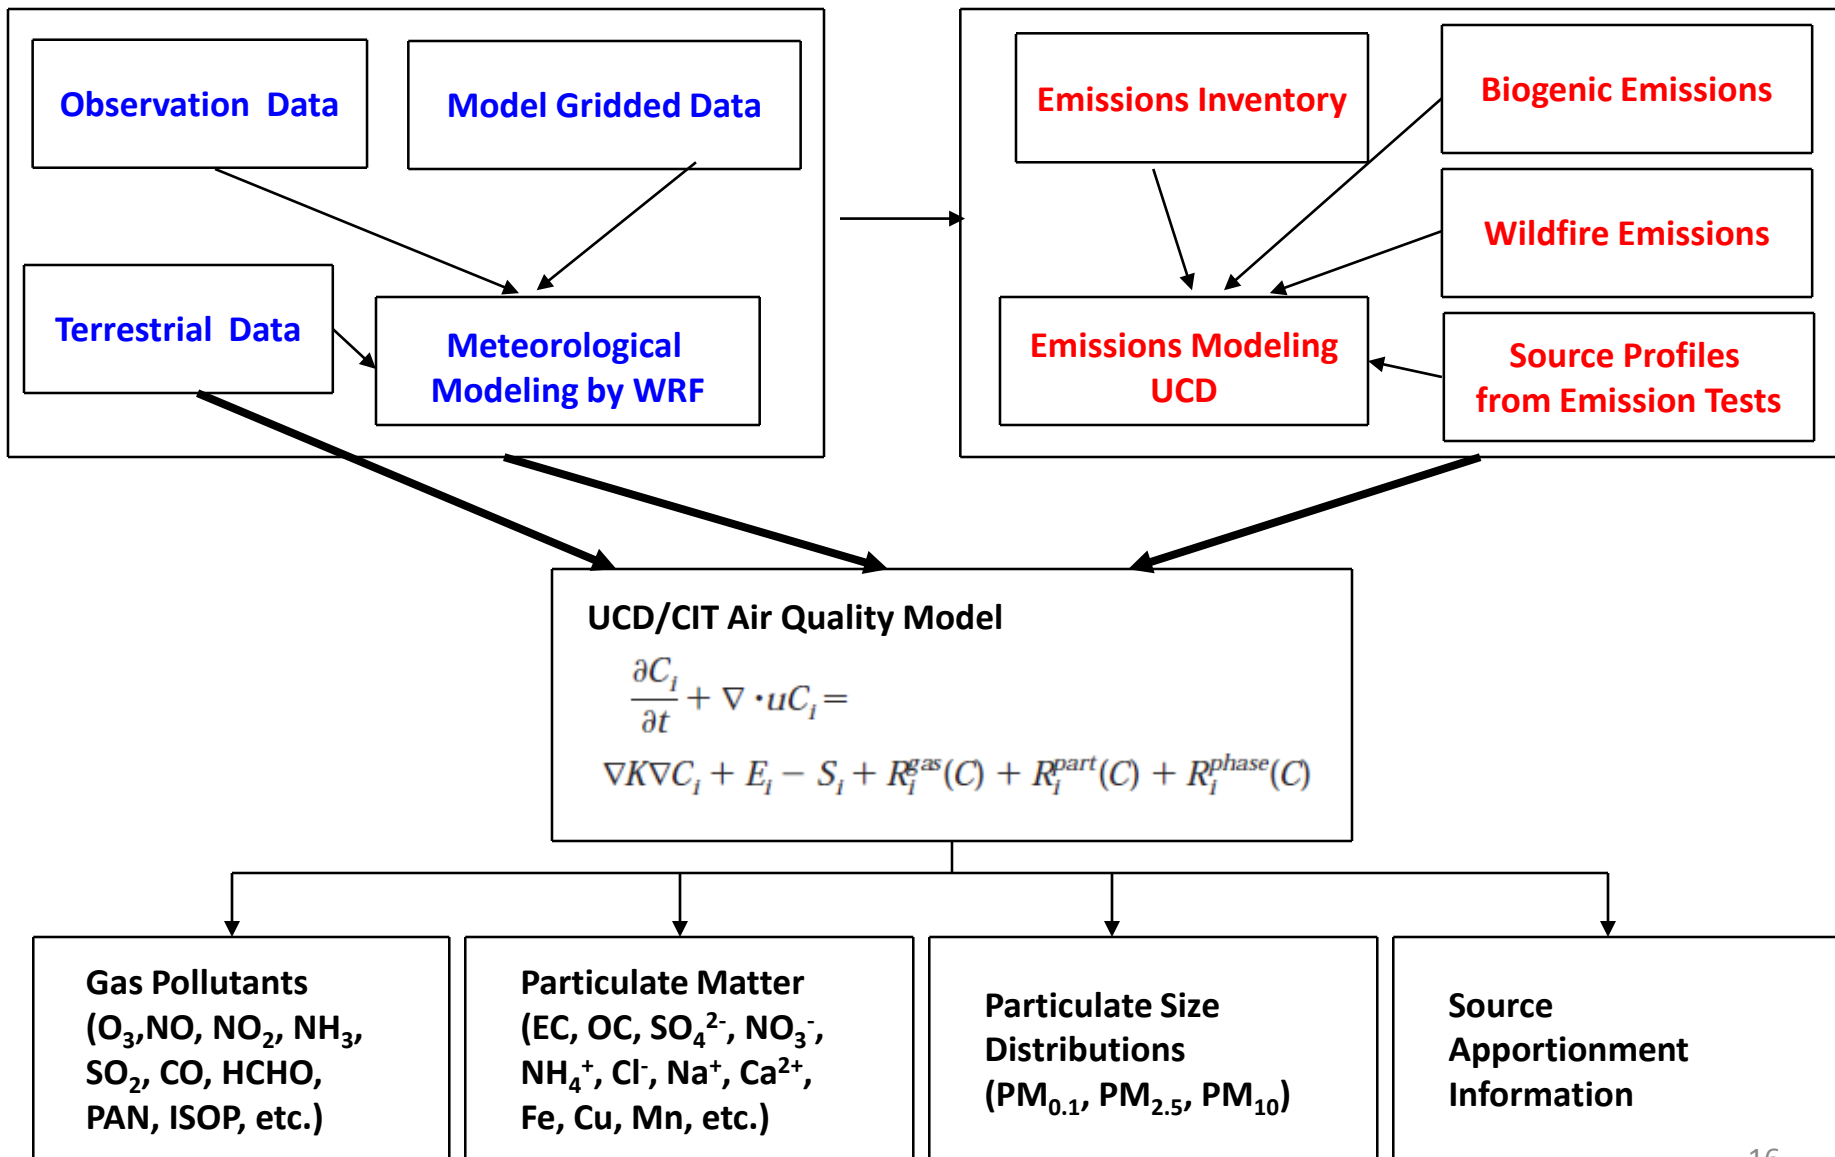 Observation  Data
Model Gridded Data
Terrestrial  Data
Meteorological
Modeling by WRF
Emissions Inventory
Biogenic Emissions
Wildfire Emissions
Emissions Modeling
UCD
Source Profiles
from Emission Tests
UCD/CIT Air Quality Model
∂C_i/∂t + ∇ · uC_i =
∇K∇C_i + E_i − S_i + R_i^gas(C) + R_i^part(C) + R_i^phase(C)
Gas Pollutants
(O₃,NO, NO₂, NH₃,
SO₂, CO, HCHO,
PAN, ISOP, etc.)
Particulate Matter
(EC, OC, SO₄²⁻, NO₃⁻,
NH₄⁺, Cl⁻, Na⁺, Ca²⁺,
Fe, Cu, Mn, etc.)
Particulate Size
Distributions
(PM₀.₁, PM₂.₅, PM₁₀)
Source
Apportionment
Information
16